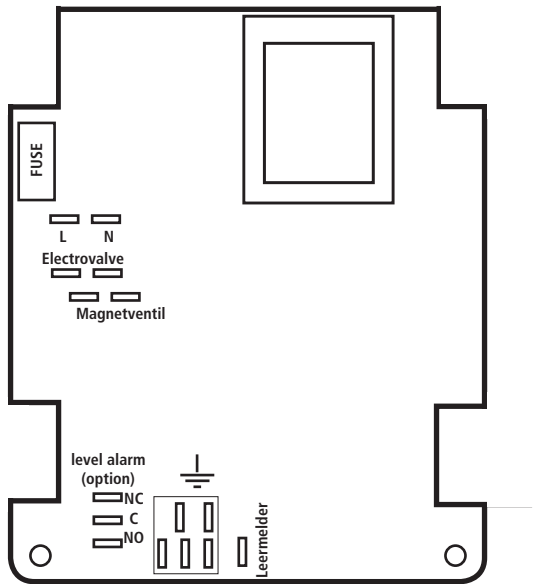 FUSE
L N
Electrovalve
Magnetventil
level alarm
(option)
NC
C
NO
Leermelder